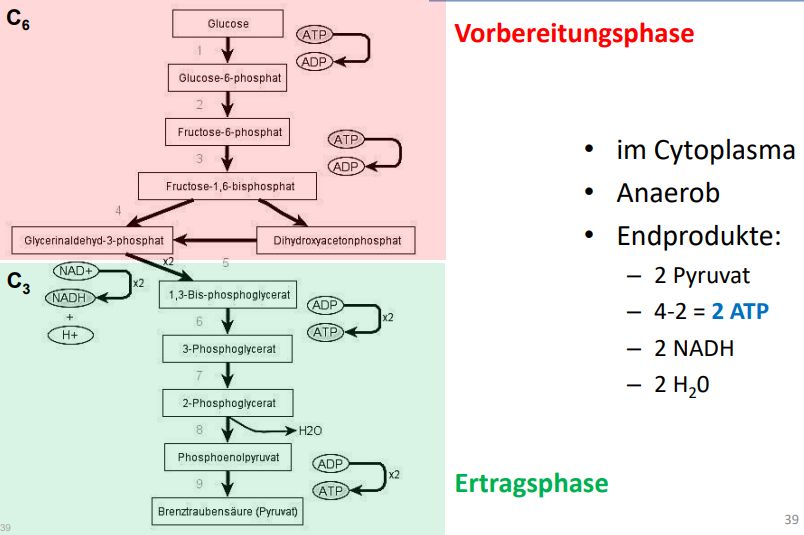 C6
Glucose
ATP
ADP
1
Glucose-6-phosphat
2
Fructose-6-phosphat
ATP
ADP
3
Fructose-1,6-bisphosphat
4
Glycerinaldehyd-3-phosphat
Dihydroxyacetonphosphat
x2
5
C3
NAD+
NADH
x2
+
H+
1,3-Bis-phosphoglycerat
ADP
ATP
x2
6
3-Phosphoglycerat
7
2-Phosphoglycerat
8
H2O
Phosphoenolpyruvat
ADP
ATP
x2
9
Brenztraubensäure (Pyruvat)
39
Vorbereitungsphase
• im Cytoplasma
• Anaerob
• Endprodukte:
– 2 Pyruvat
– 4-2 = 2 ATP
– 2 NADH
– 2 H20
Ertragsphase
39